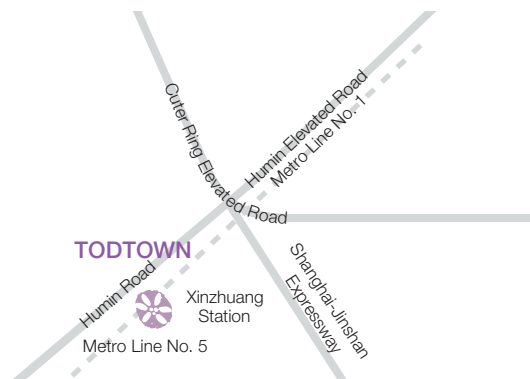 Outer Ring Elevated Road
Humin Elevated Road
Metro Line No. 1
TODTOWN
Humin Road
Xinzhuang
Station
Metro Line No. 5
Shanghai-Jinshan
Expressway